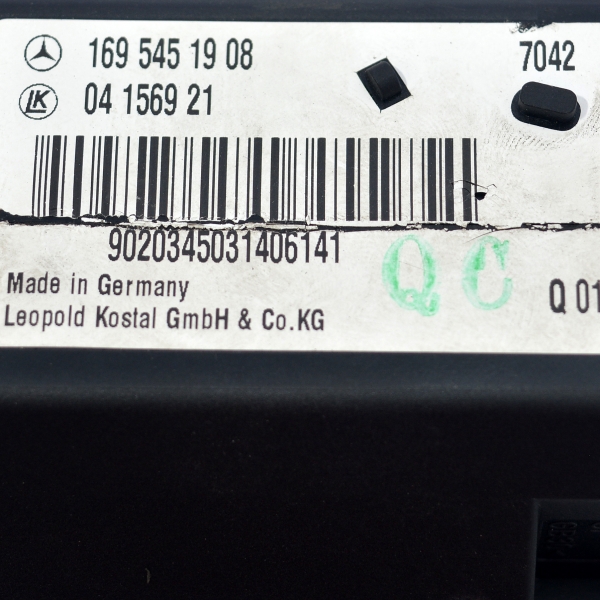 169 545 19 08 7042
LK 04 1569 21
9020345031406141
QC
Made in Germany
Leopold Kostal GmbH & Co.KG Q 01